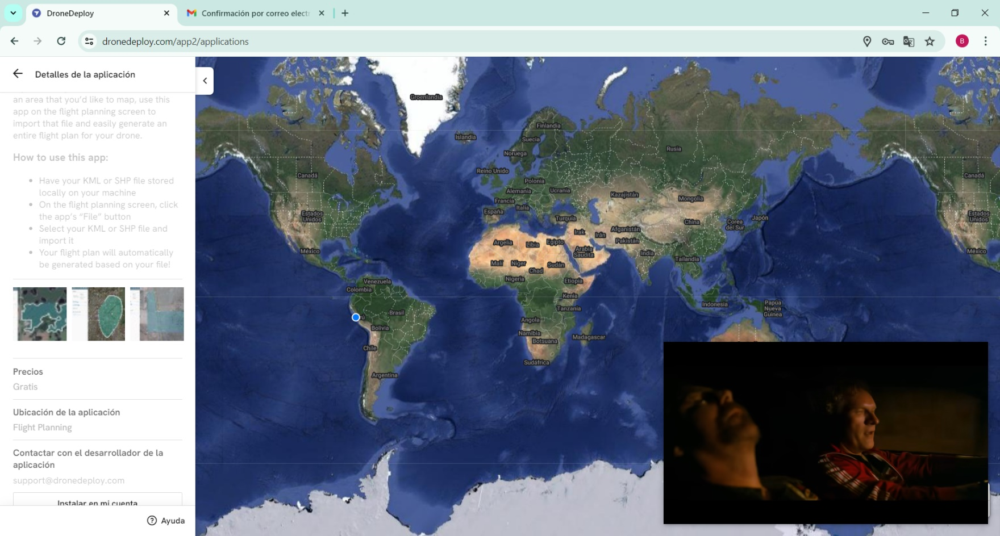 DroneDeploy
Confirmación por correo electr
dronedeploy.com/app2/applications
B
Detalles de la aplicación
an area that you’d like to map, use this
app on the flight planning screen to
import that file and easily generate an
entire flight plan for your drone.
How to use this app:
Have your KML or SHP file stored
locally on your machine
On the flight planning screen, click
the app’s “File” button
Select your KML or SHP file and
import it
Your flight plan will automatically
be generated based on your file!
Precios
Gratis
Ubicación de la aplicación
Flight Planning
Contactar con el desarrollador de la
aplicación
support@dronedeploy.com
Instalar en mi cuenta
Ayuda
Groenlandia
Islandia
Finlandia
Suecia
Noruega
Rusia
Reino Unido
Canadá
Canadá
Polonia
Alemania
Ucrania
Francia
Kazajistán
Mongolia
Italia
España
Estados
Unidos
Turquía
China
Corea
del Sur
Japón
Estados
Unidos
Irak
Irán
Afganistán
Pakistán
Argelia
Libia
Egipto
Arabia
Saudita
India
México
México
Tailandia
Malí
Níger
Chad
Sudán
Nigeria
Etiopía
Venezuela
Colombia
Kenia
Indonesia
Papúa
Nueva
Guinea
Tanzania
Brasil
ú
Angola
Bolivia
Namibia
Botsuana
Madagascar
Chile
Sudáfrica
Argentina